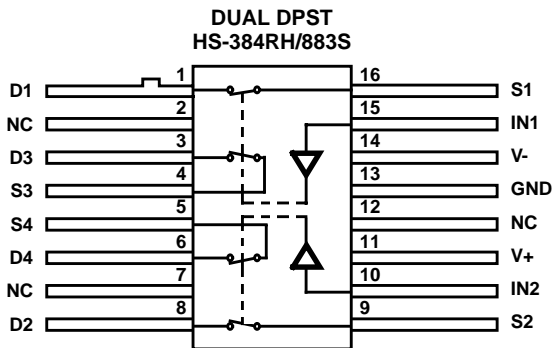 DUAL DPST
HS-384RH/883S
D1 1 16 S1
NC 2 15 IN1
D3 3 14 V-
S3 4 13 GND
S4 5 12 NC
D4 6 11 V+
NC 7 10 IN2
D2 8 9 S2